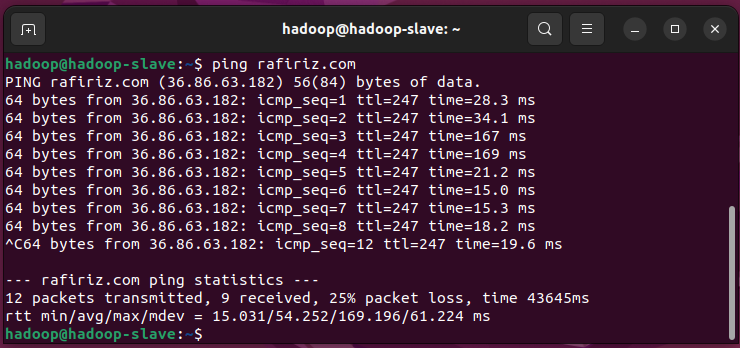 hadoop@hadoop-slave: ~
hadoop@hadoop-slave:~$ ping rafiriz.com
PING rafiriz.com (36.86.63.182) 56(84) bytes of data.
64 bytes from 36.86.63.182: icmp_seq=1 ttl=247 time=28.3 ms
64 bytes from 36.86.63.182: icmp_seq=2 ttl=247 time=34.1 ms
64 bytes from 36.86.63.182: icmp_seq=3 ttl=247 time=167 ms
64 bytes from 36.86.63.182: icmp_seq=4 ttl=247 time=169 ms
64 bytes from 36.86.63.182: icmp_seq=5 ttl=247 time=21.2 ms
64 bytes from 36.86.63.182: icmp_seq=6 ttl=247 time=15.0 ms
64 bytes from 36.86.63.182: icmp_seq=7 ttl=247 time=15.3 ms
64 bytes from 36.86.63.182: icmp_seq=8 ttl=247 time=18.2 ms
^C64 bytes from 36.86.63.182: icmp_seq=12 ttl=247 time=19.6 ms
--- rafiriz.com ping statistics ---
12 packets transmitted, 9 received, 25% packet loss, time 43645ms
rtt min/avg/max/mdev = 15.031/54.252/169.196/61.224 ms
hadoop@hadoop-slave:~$